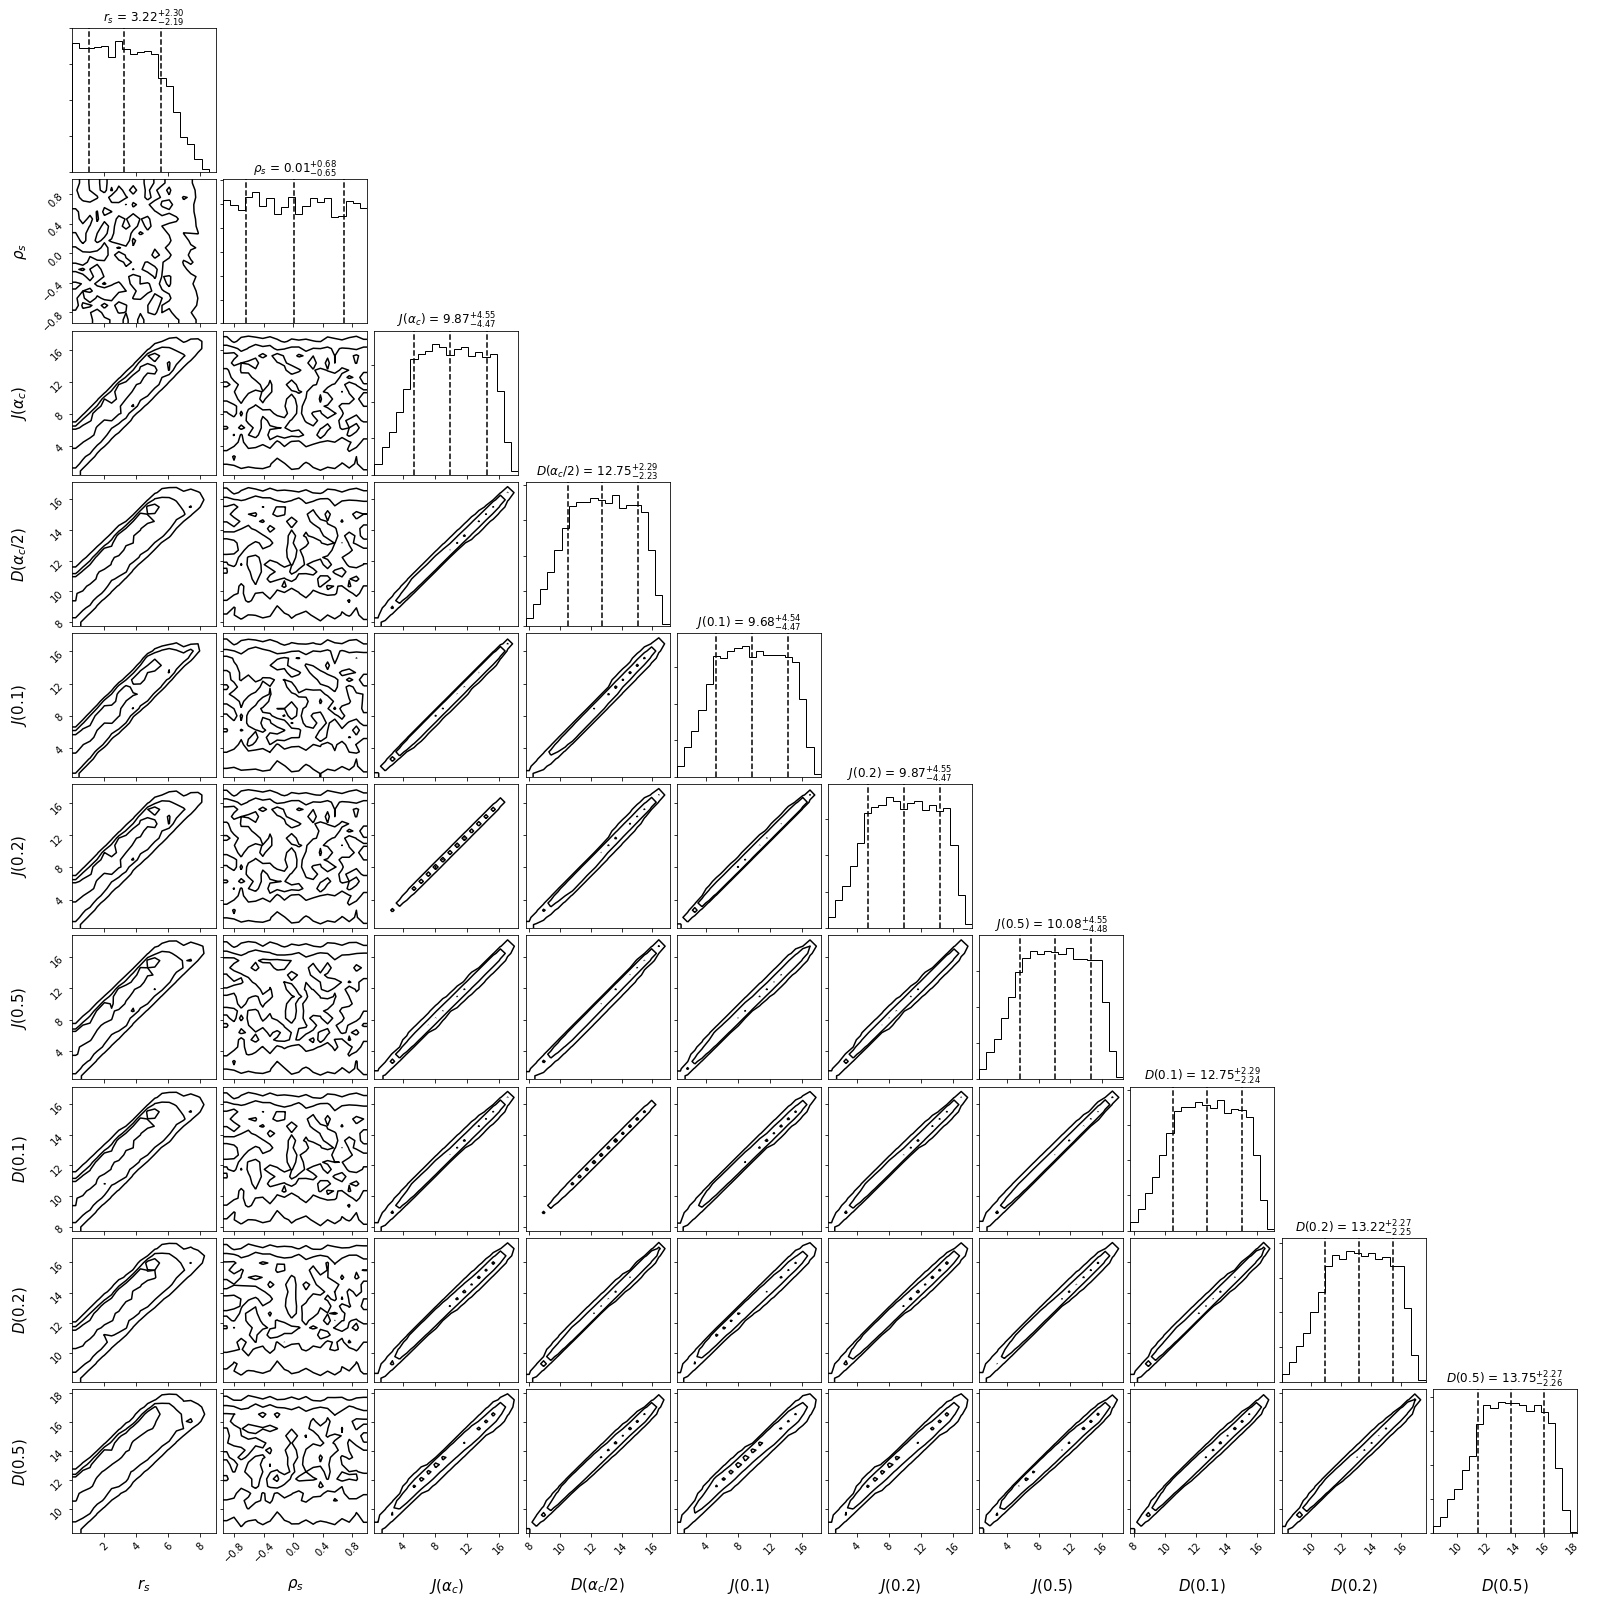 r_s = 3.22^{+2.30}_{-2.19}
ρ_s = 0.01^{+0.68}_{-0.65}
ρ_s
0.8
0.4
0.0
−0.4
−0.8
J(α_c) = 9.87^{+4.55}_{-4.47}
J(α_c)
16
12
8
4
D(α_c/2) = 12.75^{+2.29}_{-2.23}
D(α_c/2)
16
14
12
10
8
J(0.1) = 9.68^{+4.54}_{-4.47}
J(0.1)
16
12
8
4
J(0.2) = 9.87^{+4.55}_{-4.47}
J(0.2)
16
12
8
4
J(0.5) = 10.08^{+4.55}_{-4.48}
J(0.5)
16
12
8
4
D(0.1) = 12.75^{+2.29}_{-2.24}
D(0.1)
16
14
12
10
8
D(0.2) = 13.22^{+2.27}_{-2.25}
D(0.2)
16
14
12
10
D(0.5) = 13.75^{+2.27}_{-2.26}
D(0.5)
18
16
14
12
10
2 4 6 8 −0.8 −0.4 0.0 0.4 0.8 4 8 12 16 8 10 12 14 16 4 8 12 16 4 8 12 16 4 8 12 16 8 10 12 14 16 10 12 14 16 10 12 14 16 18
r_s ρ_s J(α_c) D(α_c/2) J(0.1) J(0.2) J(0.5) D(0.1) D(0.2) D(0.5)